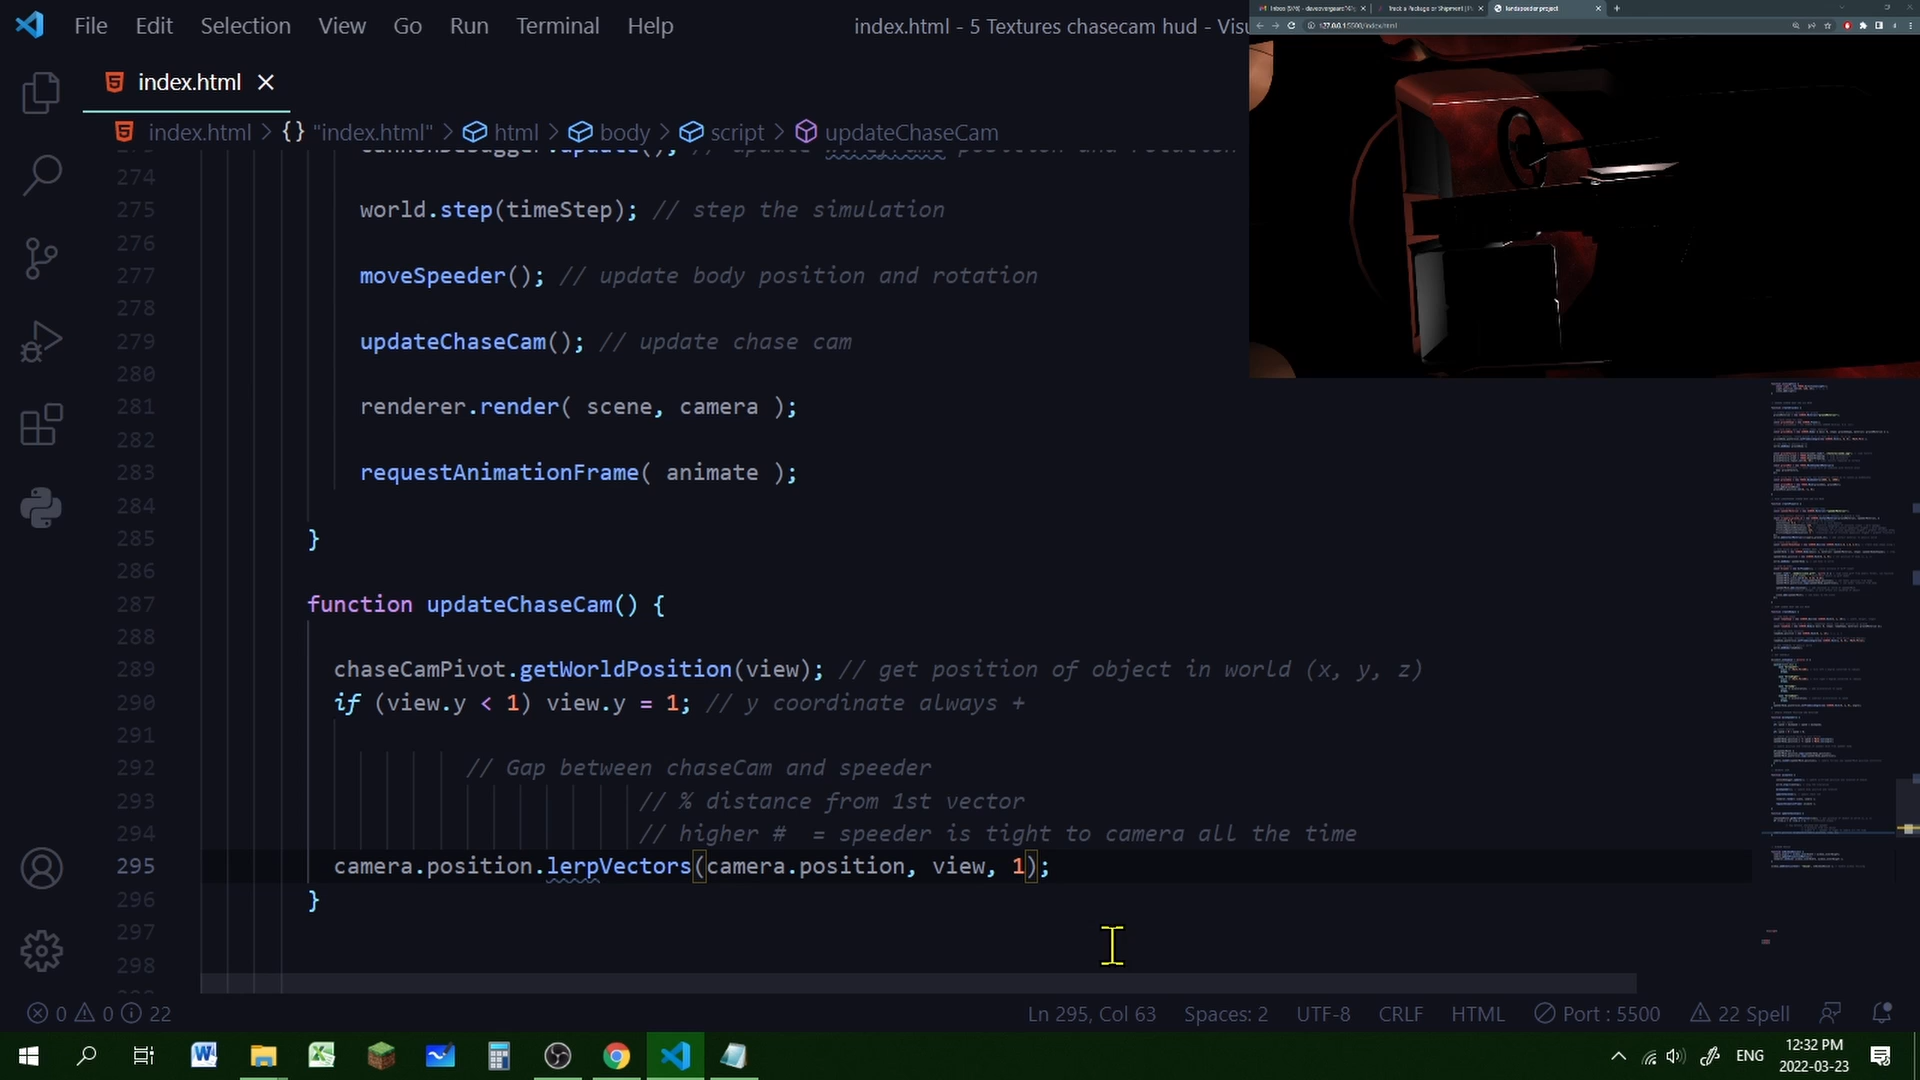 File Edit Selection View Go Run Terminal Help
index.html - 5 Textures chasecam hud - Visu
index.html
index.html > {} "index.html" > html > body > script > updateChaseCam
274
275 world.step(timeStep); // step the simulation
276
277 moveSpeeder(); // update body position and rotation
278
279 updateChaseCam(); // update chase cam
280
281 renderer.render( scene, camera );
282
283 requestAnimationFrame( animate );
284
285 }
286
287 function updateChaseCam() {
288
289 chaseCamPivot.getWorldPosition(view); // get position of object in world (x, y, z)
290 if (view.y < 1) view.y = 1; // y coordinate always +
291
292 // Gap between chaseCam and speeder
293 // % distance from 1st vector
294 // higher # = speeder is tight to camera all the time
295 camera.position.lerpVectors(camera.position, view, 1);
296 }
297
298
0 0 22
Ln 295, Col 63 Spaces: 2 UTF-8 CRLF HTML Port : 5500 22 Spell
ENG
12:32 PM
2022-03-23